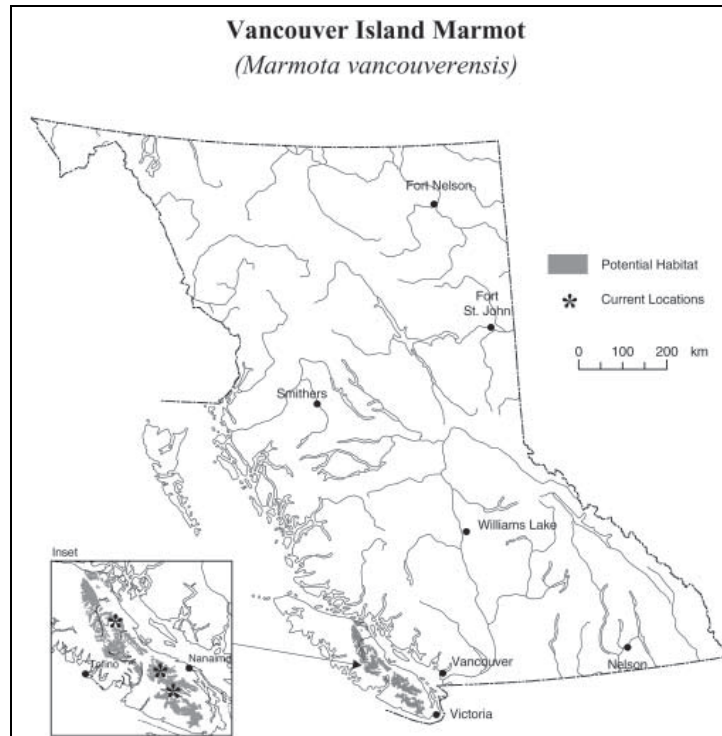 Vancouver Island Marmot
(Marmota vancouverensis)
Fort Nelson
Potential Habitat
Fort
St. John
Current Locations
0 100 200 km
Smithers
Williams Lake
Inset
Tofino
Nanaimo
Vancouver
Nelson
Victoria